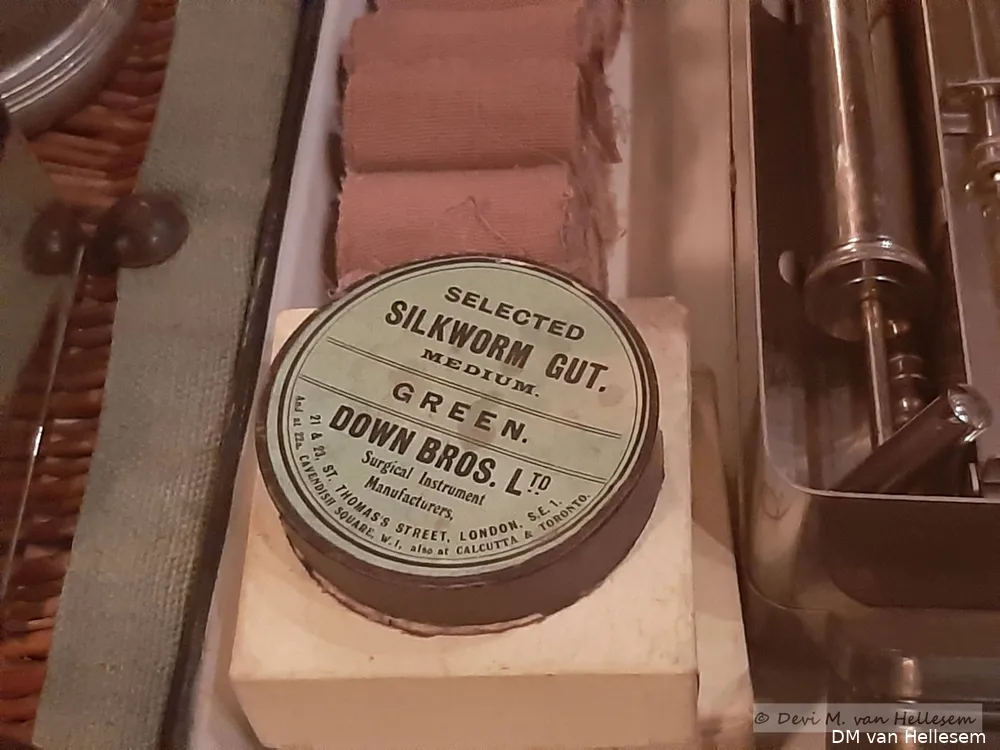 SELECTED
SILKWORM GUT.
MEDIUM.
GREEN.
DOWN BROS. LTD
Surgical Instrument
Manufacturers,
21 & 23, ST. THOMAS'S STREET, LONDON, S.E.1.
And at 22a, CAVENDISH SQUARE, W.1, also at CALCUTTA & TORONTO.
© Devi M. van Hellesem
DM van Hellesem